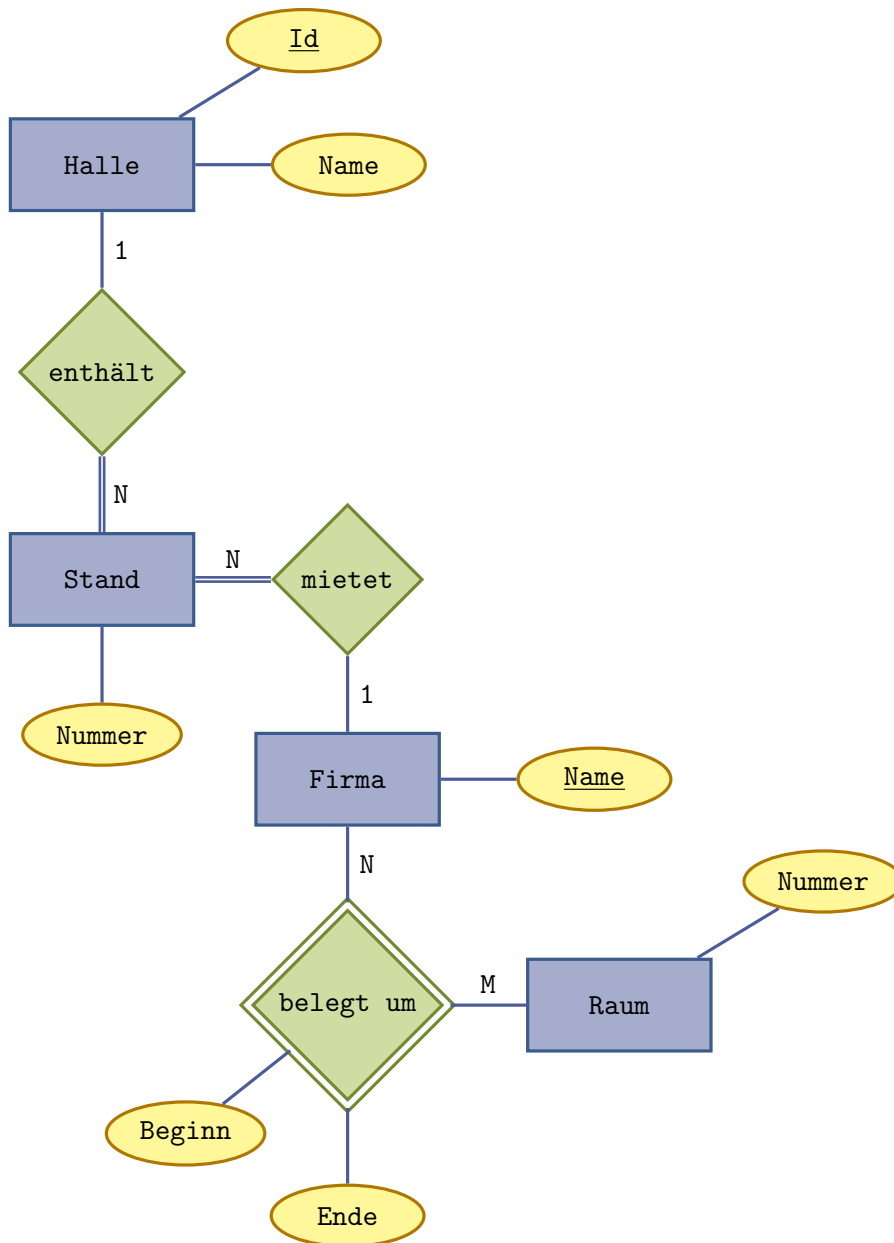 Id
Halle
Name
1
enthält
N
Stand
N
mietet
Nummer
1
Firma
Name
N
Nummer
belegt um
M
Raum
Beginn
Ende